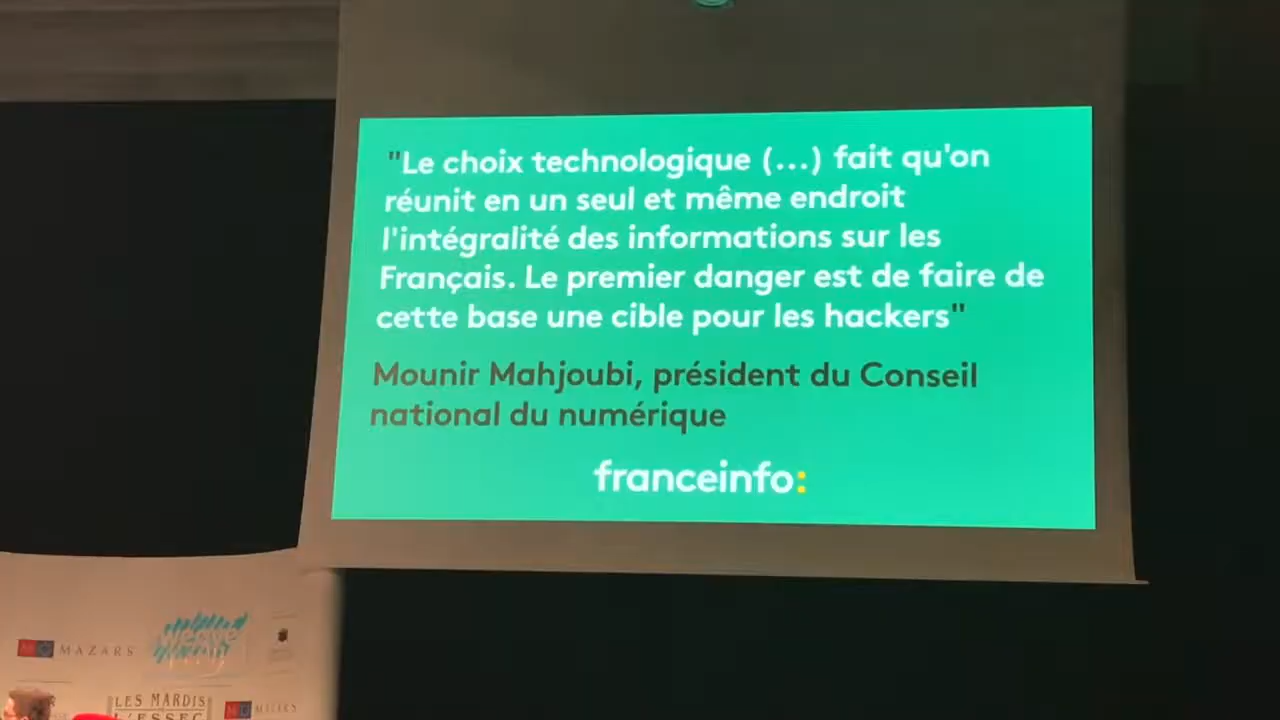 "Le choix technologique (...) fait qu'on
réunit en un seul et même endroit
l'intégralité des informations sur les
Français. Le premier danger est de faire de
cette base une cible pour les hackers"
Mounir Mahjoubi, président du Conseil
national du numérique
franceinfo:
MAZARS
weave
LES MARDIS
L'ESSEC